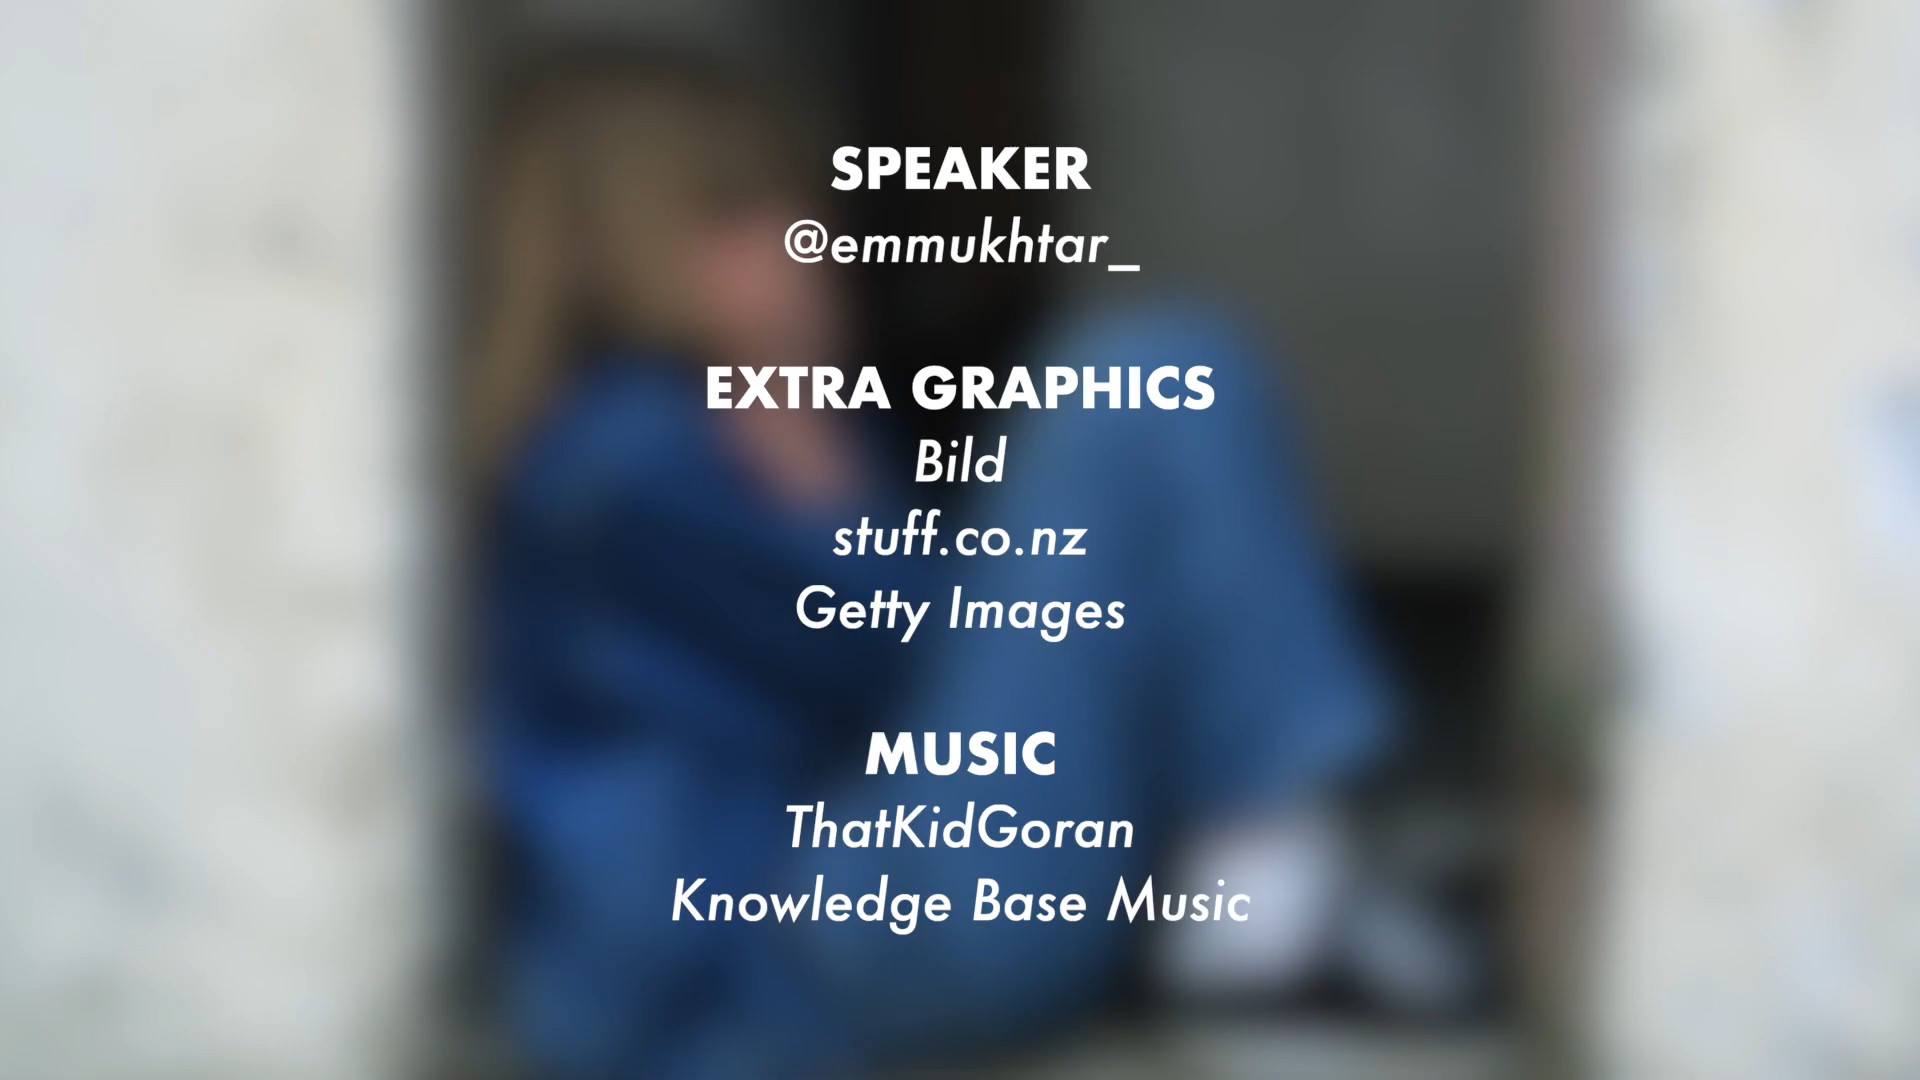 SPEAKER
@emmukhtar_
EXTRA GRAPHICS
Bild
stuff.co.nz
Getty Images
MUSIC
ThatKidGoran
Knowledge Base Music